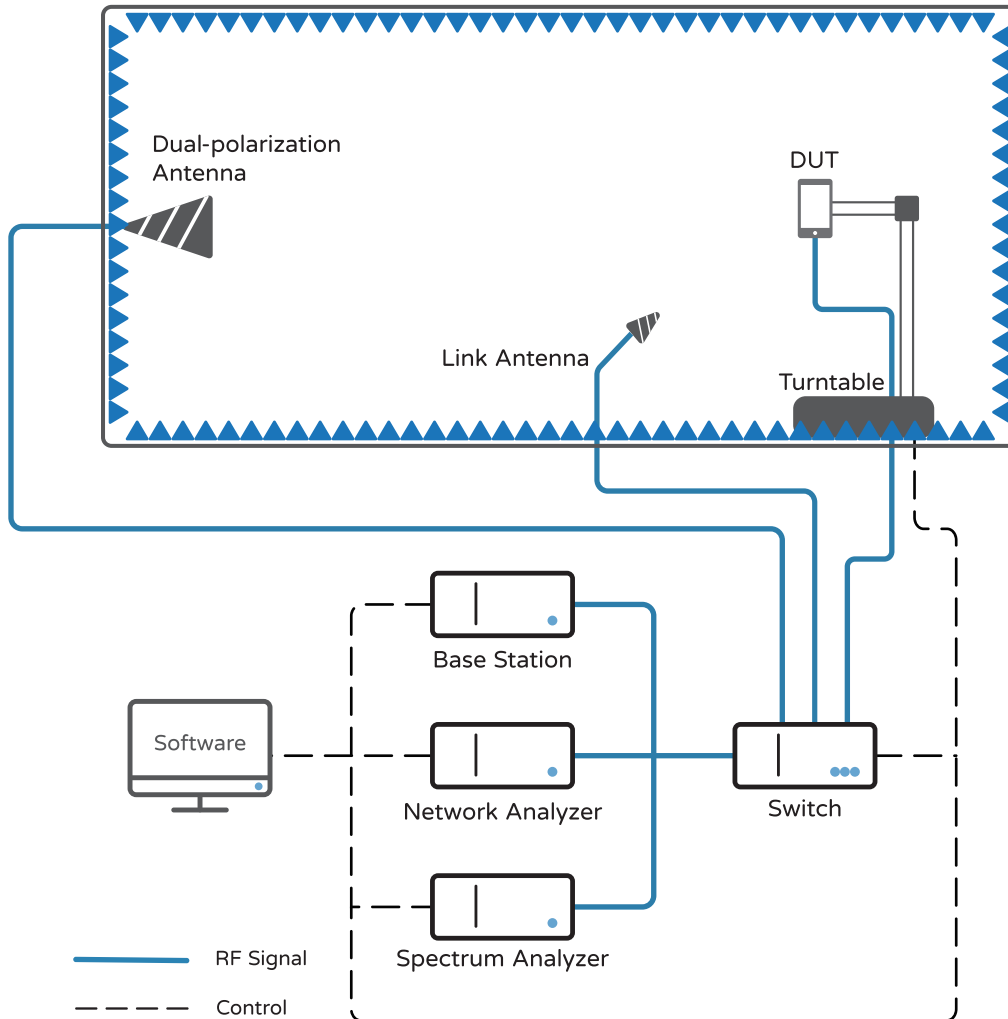 Dual-polarization
Antenna
DUT
Link Antenna
Turntable
Base Station
Software
Network Analyzer
Switch
Spectrum Analyzer
RF Signal
Control